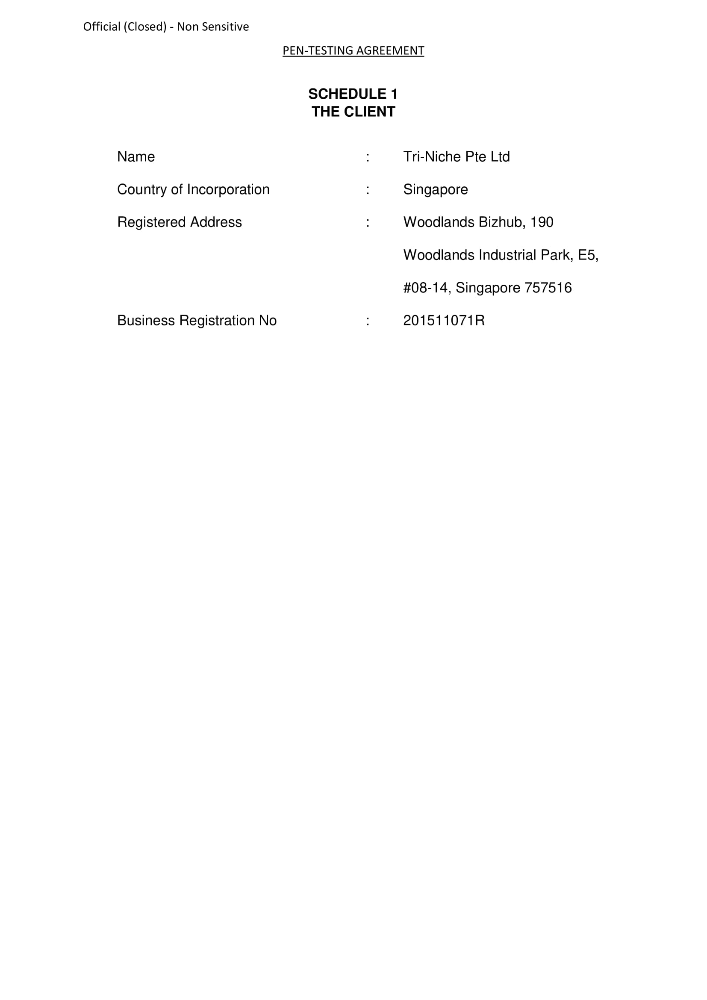 Official (Closed) - Non Sensitive
PEN-TESTING AGREEMENT
SCHEDULE 1
THE CLIENT
Name : Tri-Niche Pte Ltd
Country of Incorporation : Singapore
Registered Address : Woodlands Bizhub, 190
Woodlands Industrial Park, E5,
#08-14, Singapore 757516
Business Registration No : 201511071R